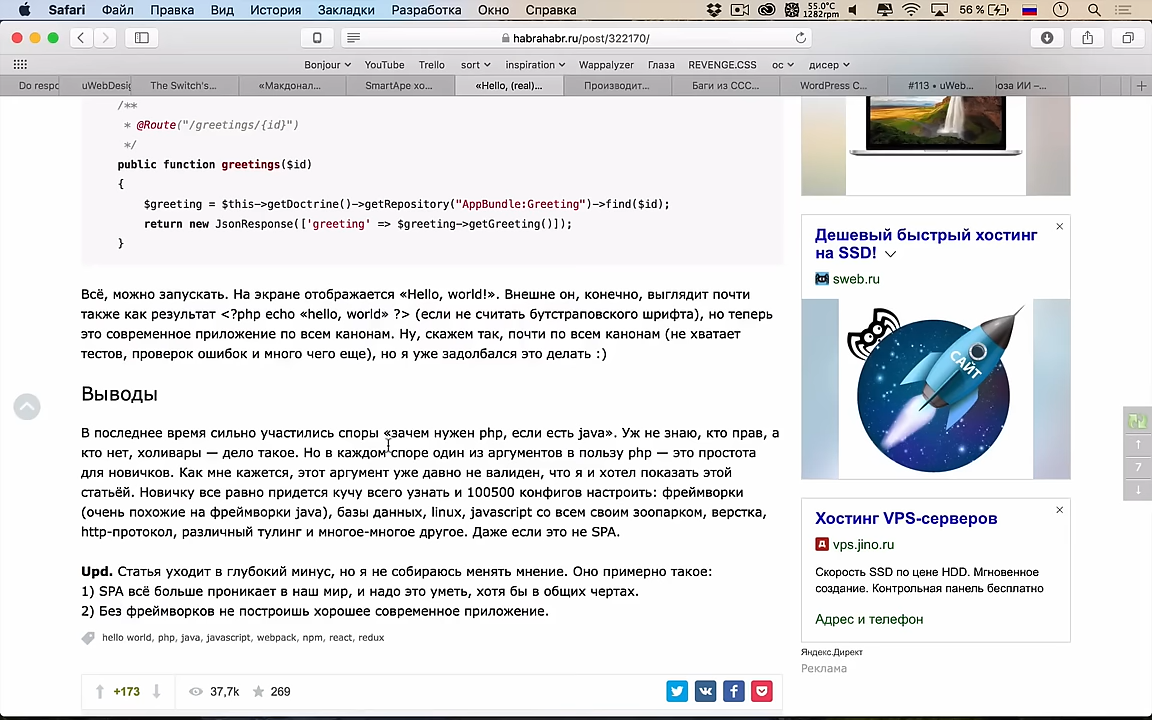 Safari Файл Правка Вид История Закладки Разработка Окно Справка 55.0°C 1282rpm 56 %
habrahabr.ru/post/322170/
Bonjour YouTube Trello sort inspiration Wappalyzer Глаза REVENGE.CSS ос дисер
Do respo uWebDesig The Switch's... «Макдонал... SmartApe хо... «Hello, (real)... Производит... Баги из ССС... WordPress С... #113 • uWeb... юза ИИ –...
/**
* @Route("/greetings/{id}")
*/
public function greetings($id)
{
$greeting = $this->getDoctrine()->getRepository("AppBundle:Greeting")->find($id);
return new JsonResponse(['greeting' => $greeting->getGreeting()]);
}
Всё, можно запускать. На экране отображается «Hello, world!». Внешне он, конечно, выглядит почти
также как результат <?php echo «hello, world» ?> (если не считать бутстраповского шрифта), но теперь
это современное приложение по всем канонам. Ну, скажем так, почти по всем канонам (не хватает
тестов, проверок ошибок и много чего еще), но я уже задолбался это делать :)
Выводы
В последнее время сильно участились споры «зачем нужен php, если есть java». Уж не знаю, кто прав, а
кто нет, холивары — дело такое. Но в каждом споре один из аргументов в пользу php — это простота
для новичков. Как мне кажется, этот аргумент уже давно не валиден, что я и хотел показать этой
статьёй. Новичку все равно придется кучу всего узнать и 100500 конфигов настроить: фреймворки
(очень похожие на фреймворки java), базы данных, linux, javascript со всем своим зоопарком, верстка,
http-протокол, различный тулинг и многое-многое другое. Даже если это не SPA.
Upd. Статья уходит в глубокий минус, но я не собираюсь менять мнение. Оно примерно такое:
1) SPA всё больше проникает в наш мир, и надо это уметь, хотя бы в общих чертах.
2) Без фреймворков не построишь хорошее современное приложение.
hello world, php, java, javascript, webpack, npm, react, redux
+173 37,7k 269
Дешевый быстрый хостинг
на SSD!
sweb.ru
САЙТ
Хостинг VPS-серверов
vps.jino.ru
Скорость SSD по цене HDD. Мгновенное
создание. Контрольная панель бесплатно
Адрес и телефон
Яндекс.Директ
Реклама
7